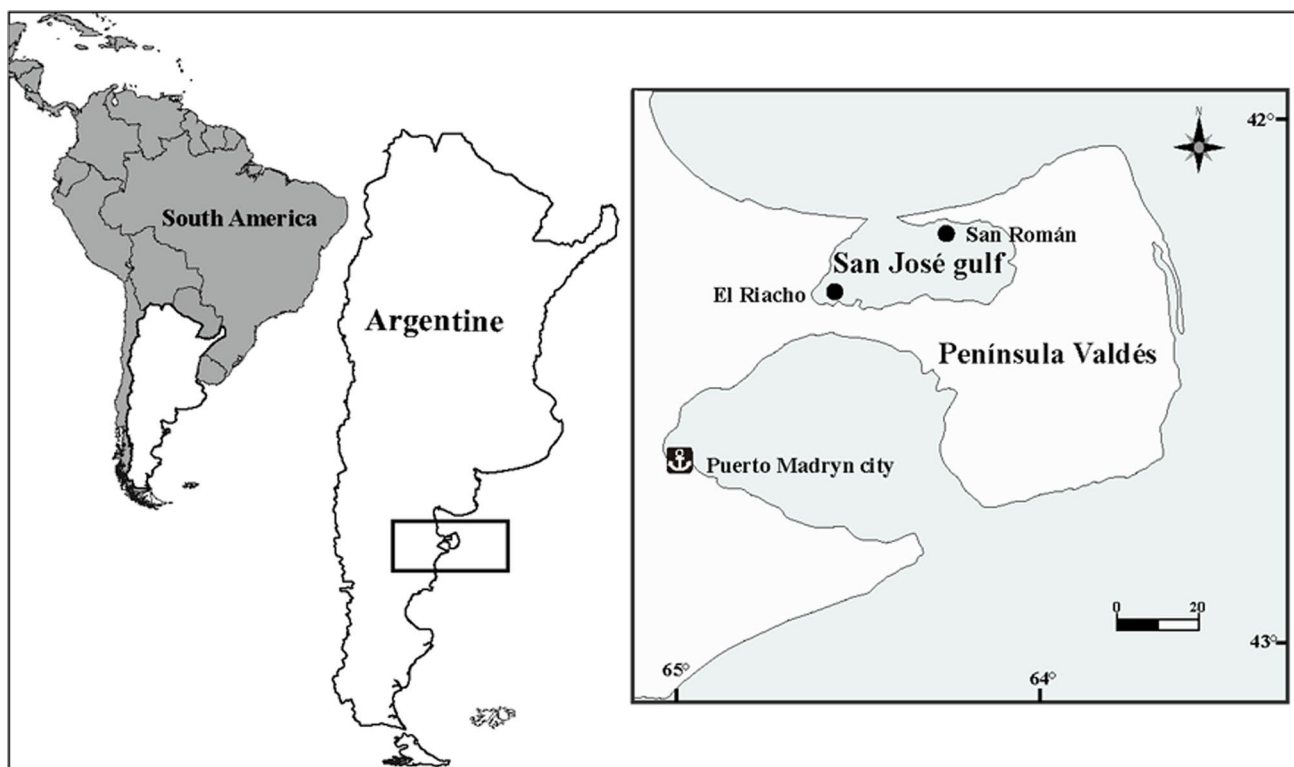 South America
Argentine
N
42°
San Román
San José gulf
El Riacho
Península Valdés
Puerto Madryn city
0 20
43°
65° 64°